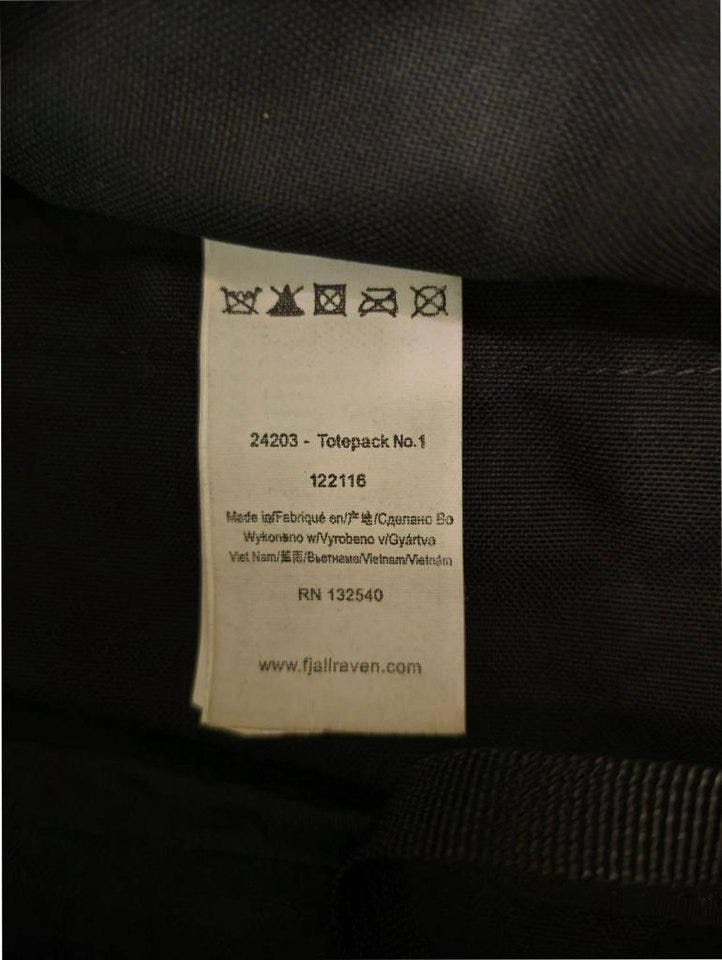 24203 - Totepack No.1
122116
Made in/Fabriqué en/产地/Сделано Во
Wykonano w/Vyrobeno v/Gyártva
Viet Nam/越南/Вьетнаме/Vietnam/Vietnám
RN 132540
www.fjallraven.com